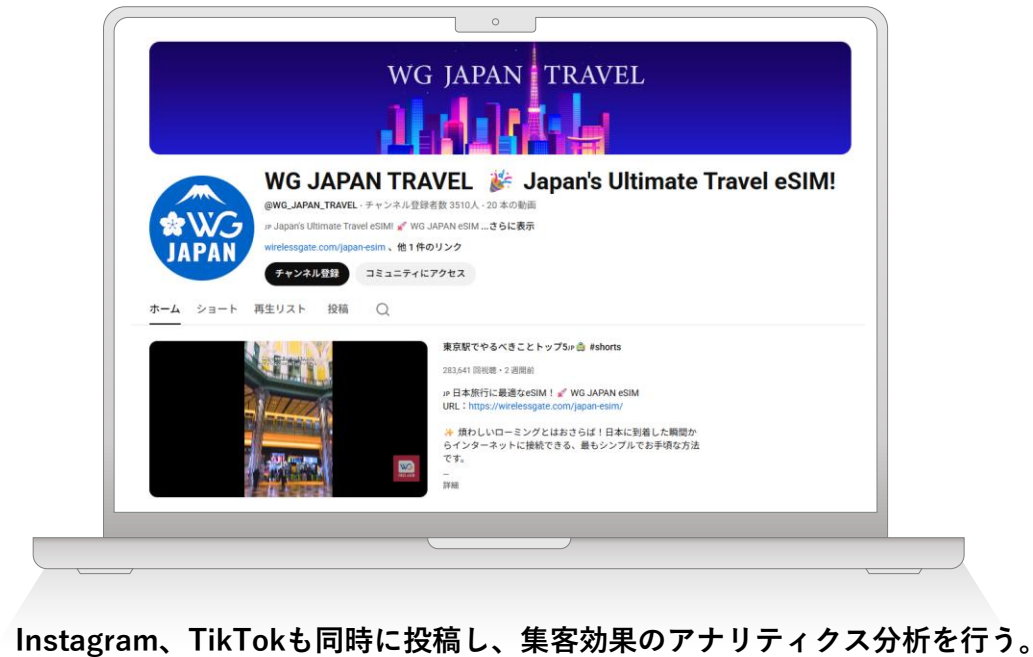 WG JAPAN TRAVEL
WG JAPAN TRAVEL 🎉 Japan's Ultimate Travel eSIM!
@WG_JAPAN_TRAVEL・チャンネル登録者数 3510人・20 本の動画
JP Japan's Ultimate Travel eSIM! 🚀 WG JAPAN eSIM ...さらに表示
wirelessgate.com/japan-esim 、他 1 件のリンク
チャンネル登録 コミュニティにアクセス
WG
JAPAN
ホーム ショート 再生リスト 投稿
東京駅でやるべきことトップ5JP🚉 #shorts
283,641 回視聴・2 週間前
JP 日本旅行に最適なeSIM！🚀 WG JAPAN eSIM
URL：https://wirelessgate.com/japan-esim/
✨ 煩わしいローミングとはおさらば！日本に到着した瞬間か
らインターネットに接続できる、最もシンプルでお手頃な方法
です。
...
詳細
WG
Instagram、TikTokも同時に投稿し、集客効果のアナリティクス分析を行う。